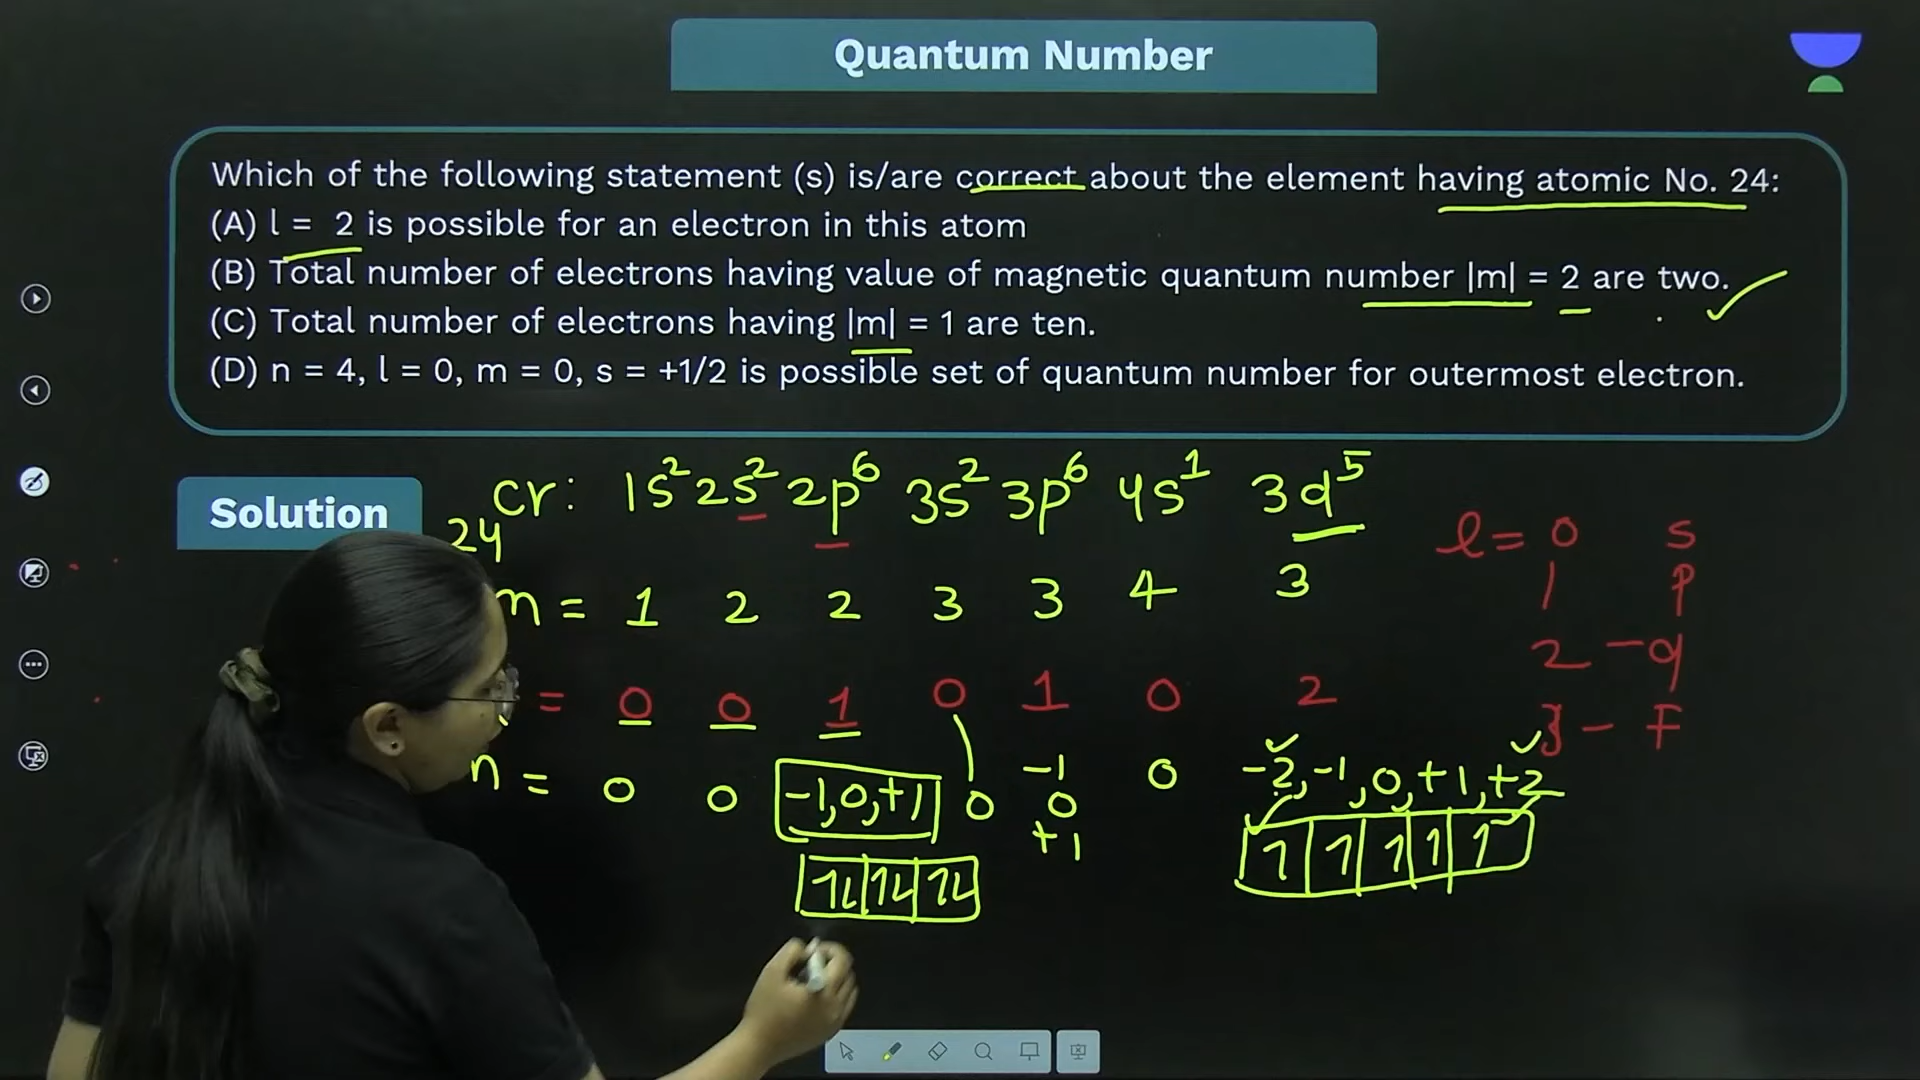 Quantum Number
Which of the following statement (s) is/are correct about the element having atomic No. 24:
(A) l = 2 is possible for an electron in this atom
(B) Total number of electrons having value of magnetic quantum number |m| = 2 are two.
(C) Total number of electrons having |m| = 1 are ten.
(D) n = 4, l = 0, m = 0, s = +1/2 is possible set of quantum number for outermost electron.
Solution
24Cr: 1s² 2s² 2p⁶ 3s² 3p⁶ 4s¹ 3d⁵
n = 1 2 2 3 3 4 3
= 0 0 1 0 1 0 2
= 0 0 -1,0,+1 0 -1 0 +1 0 -2,-1,0,+1,+2
1 1 1 1 1
l = 0 s
1 p
2 - d
3 - F